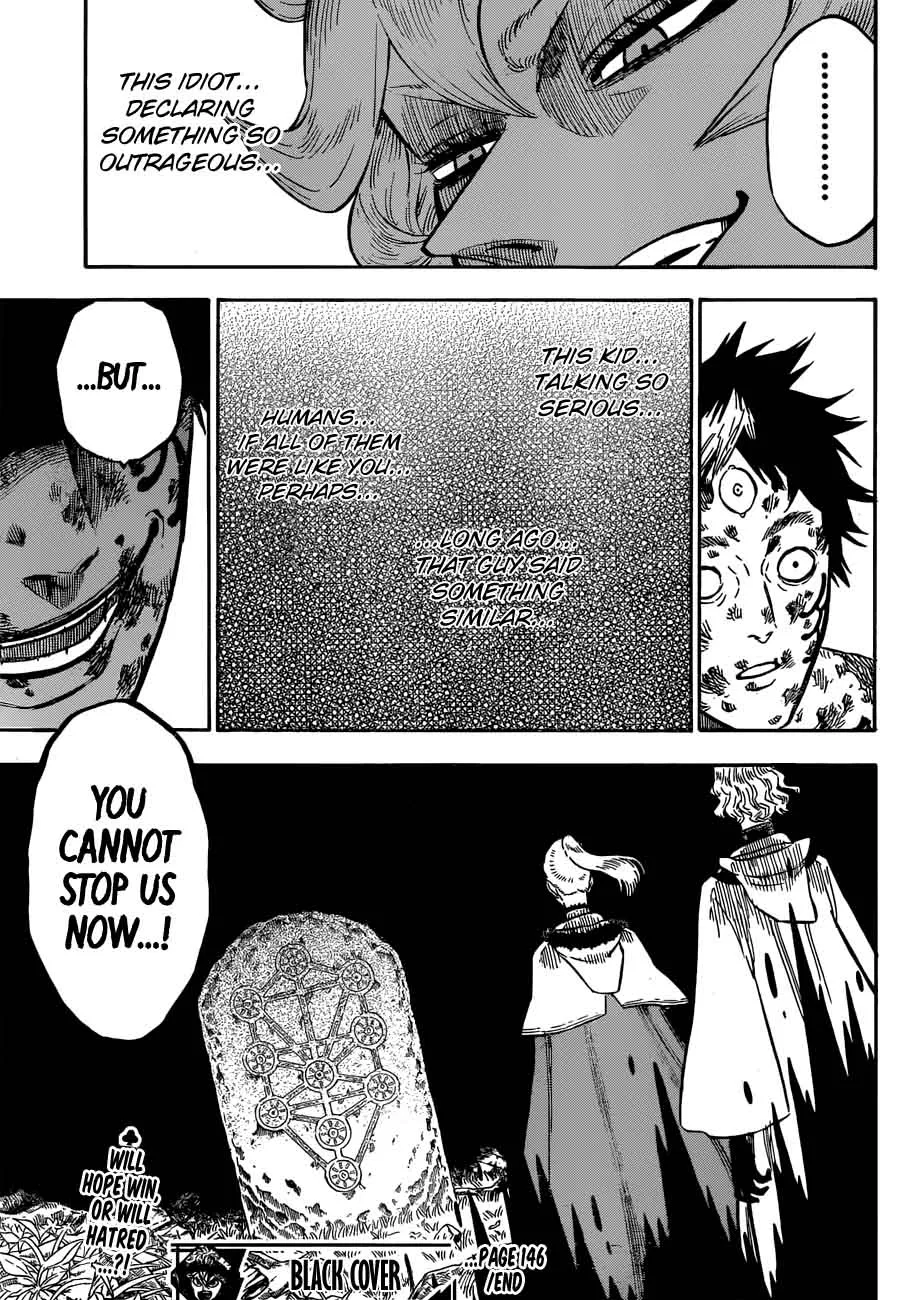 .........
THIS IDIOT...
DECLARING
SOMETHING SO
OUTRAGEOUS...
THIS KID...
TALKING SO
SERIOUS...
HUMANS...
IF ALL OF THEM
WERE LIKE YOU...
PERHAPS...
...LONG AGO...
THAT GUY SAID
SOMETHING
SIMILAR...
...BUT...
YOU
CANNOT
STOP US
NOW...!
WILL
HOPE WIN,
OR WILL
HATRED
...?!
BLACK COVER
...PAGE 146
/END